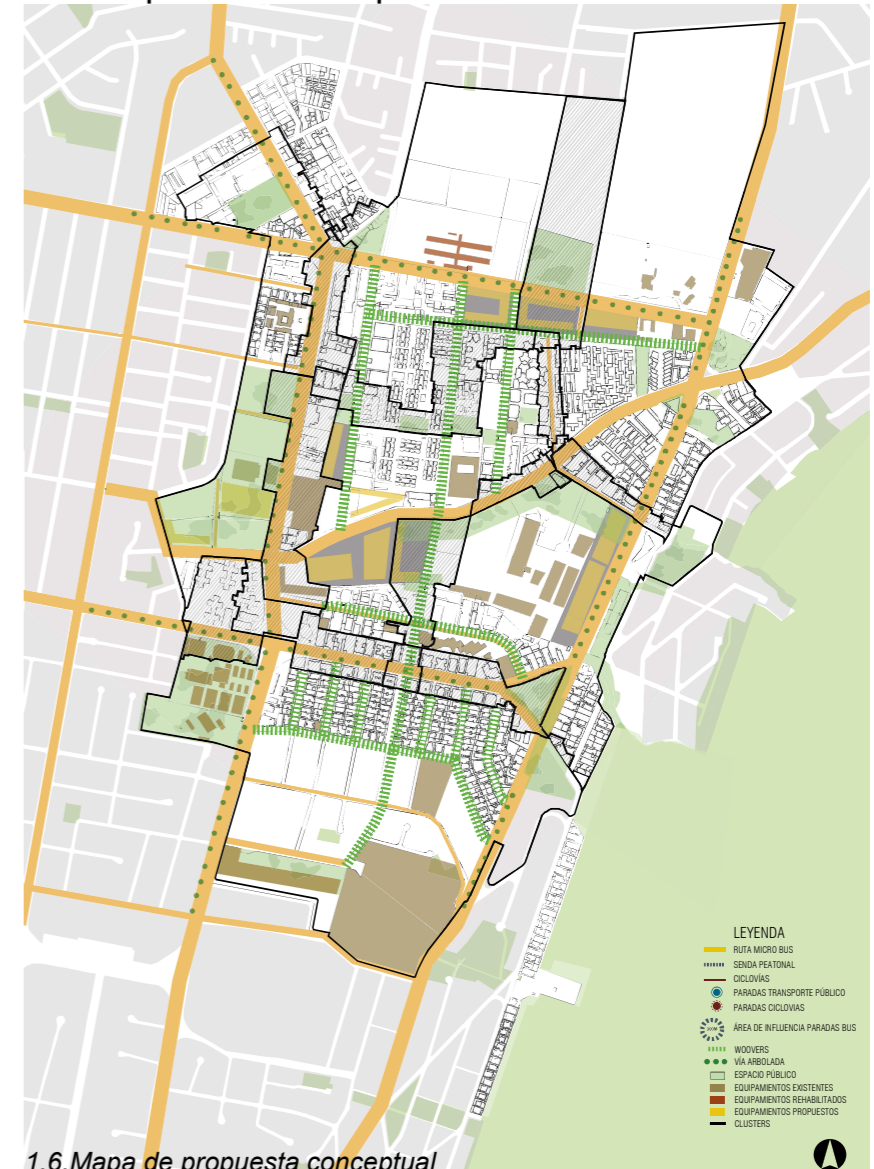 LEYENDA
RUTA MICRO BUS
SENDA PEATONAL
CICLOVÍAS
PARADAS TRANSPORTE PÚBLICO
PARADAS CICLOVIAS
ÁREA DE INFLUENCIA PARADAS BUS
WOOVERS
VÍA ARBOLADA
ESPACIO PÚBLICO
EQUIPAMIENTOS EXISTENTES
EQUIPAMIENTOS REHABILITADOS
EQUIPAMIENTOS PROPUESTOS
CLUSTERS
1.6.Mapa de propuesta conceptual